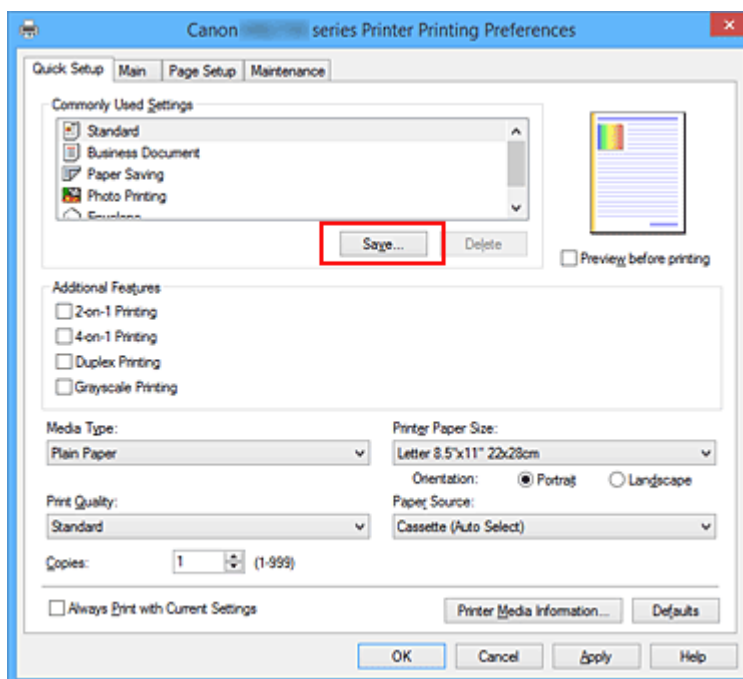 Canon series Printer Printing Preferences
Quick Setup Main Page Setup Maintenance
Commonly Used Settings
Standard
Business Document
Paper Saving
Photo Printing
Envelope
Save... Delete
Preview before printing
Additional Features
2-on-1 Printing
4-on-1 Printing
Duplex Printing
Grayscale Printing
Media Type: Printer Paper Size:
Plain Paper Letter 8.5"x11" 22x28cm
Orientation: Portrait Landscape
Print Quality: Paper Source:
Standard Cassette (Auto Select)
Copies: 1 (1-999)
Always Print with Current Settings Printer Media Information... Defaults
OK Cancel Apply Help